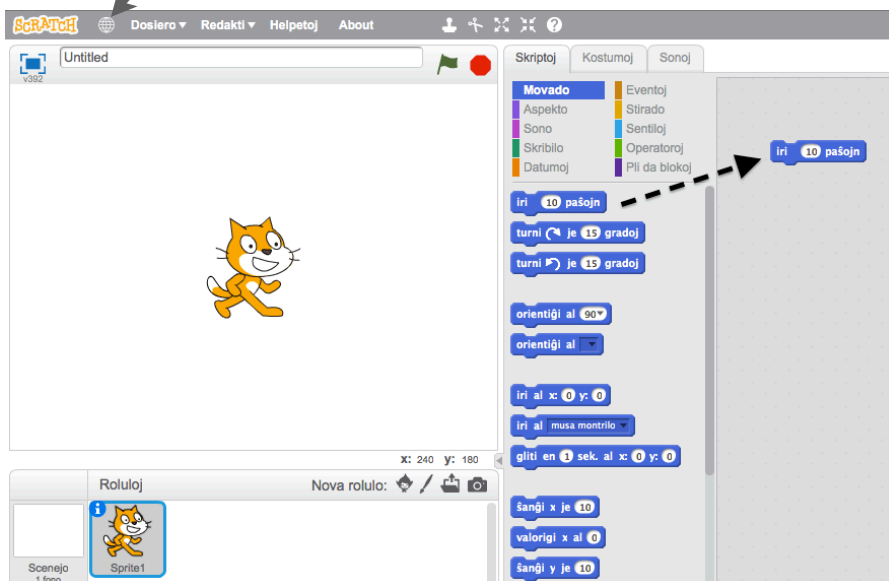 SCRATCH Dosiero Redakti Helpetoj About
Untitled
v392
Skriptoj Kostumoj Sonoj
Movado Eventoj
Aspekto Stirado
Sono Sentiloj
Skribilo Operatoroj
Datumoj Pli da blokoj
iri 10 paŝojn
iri 10 paŝojn
turni je 15 gradoj
turni je 15 gradoj
orientiĝi al 90
orientiĝi al
iri al x: 0 y: 0
iri al musa montrilo
gliti en 1 sek. al x: 0 y: 0
ŝanĝi x je 10
valorigi x al 0
ŝanĝi y je 10
x: 240 y: 180
Roluloj Nova rolulo:
Scenejo
1 fono
Sprite1